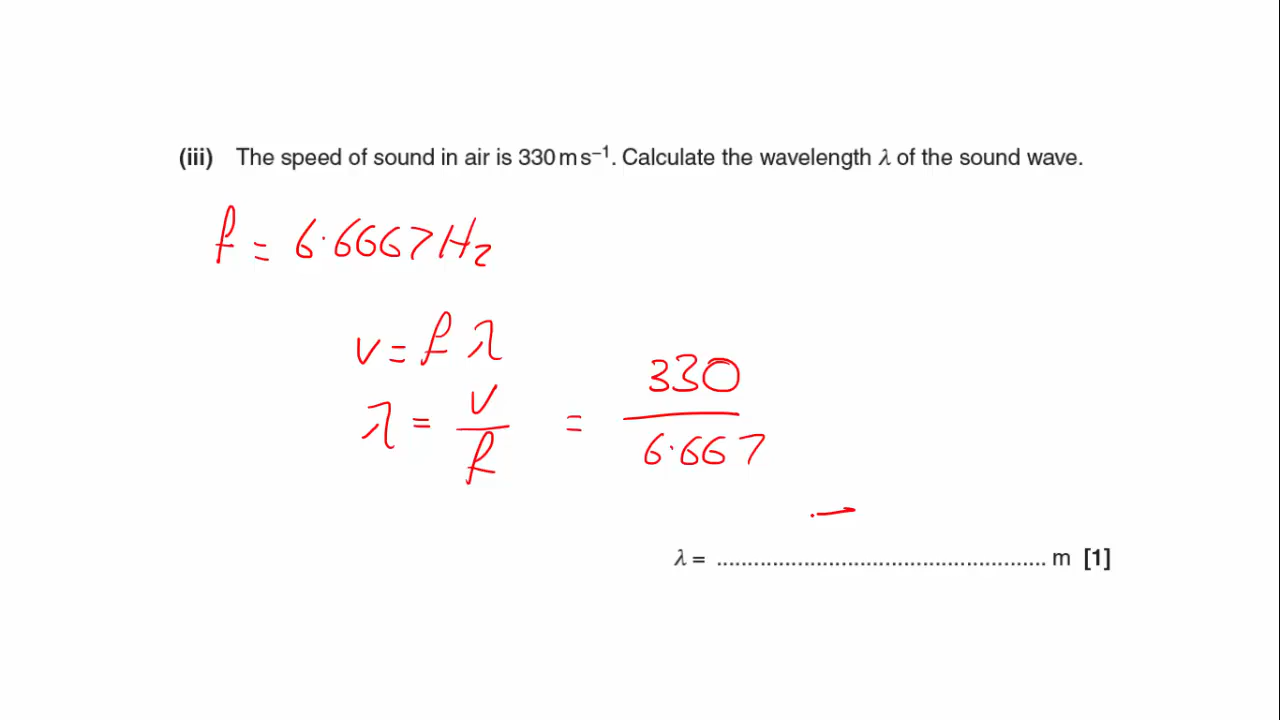 (iii) The speed of sound in air is 330 m s⁻¹. Calculate the wavelength λ of the sound wave.
f = 6.6667 Hz
v = f λ
λ = v/f = 330/6.667
λ = ..................................................... m [1]